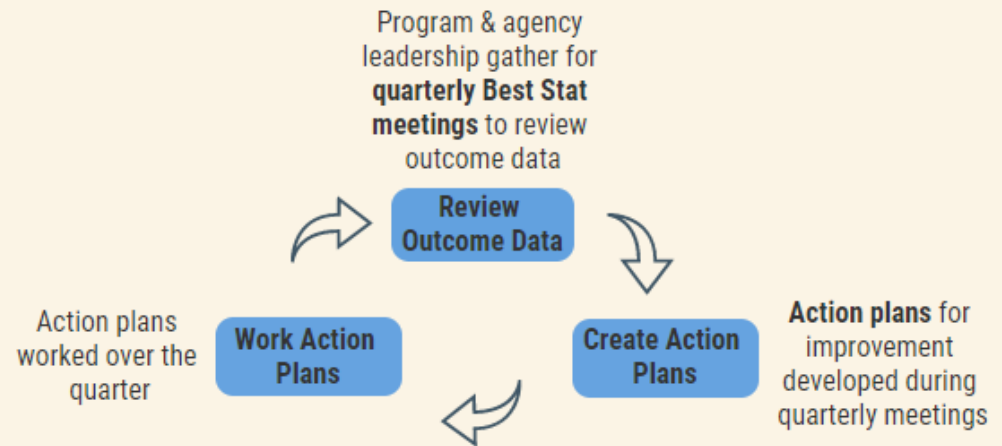 Program & agency
leadership gather for
quarterly Best Stat
meetings to review
outcome data
Review
Outcome Data
Action plans
worked over the
quarter
Work Action
Plans
Create Action
Plans
Action plans for
improvement
developed during
quarterly meetings